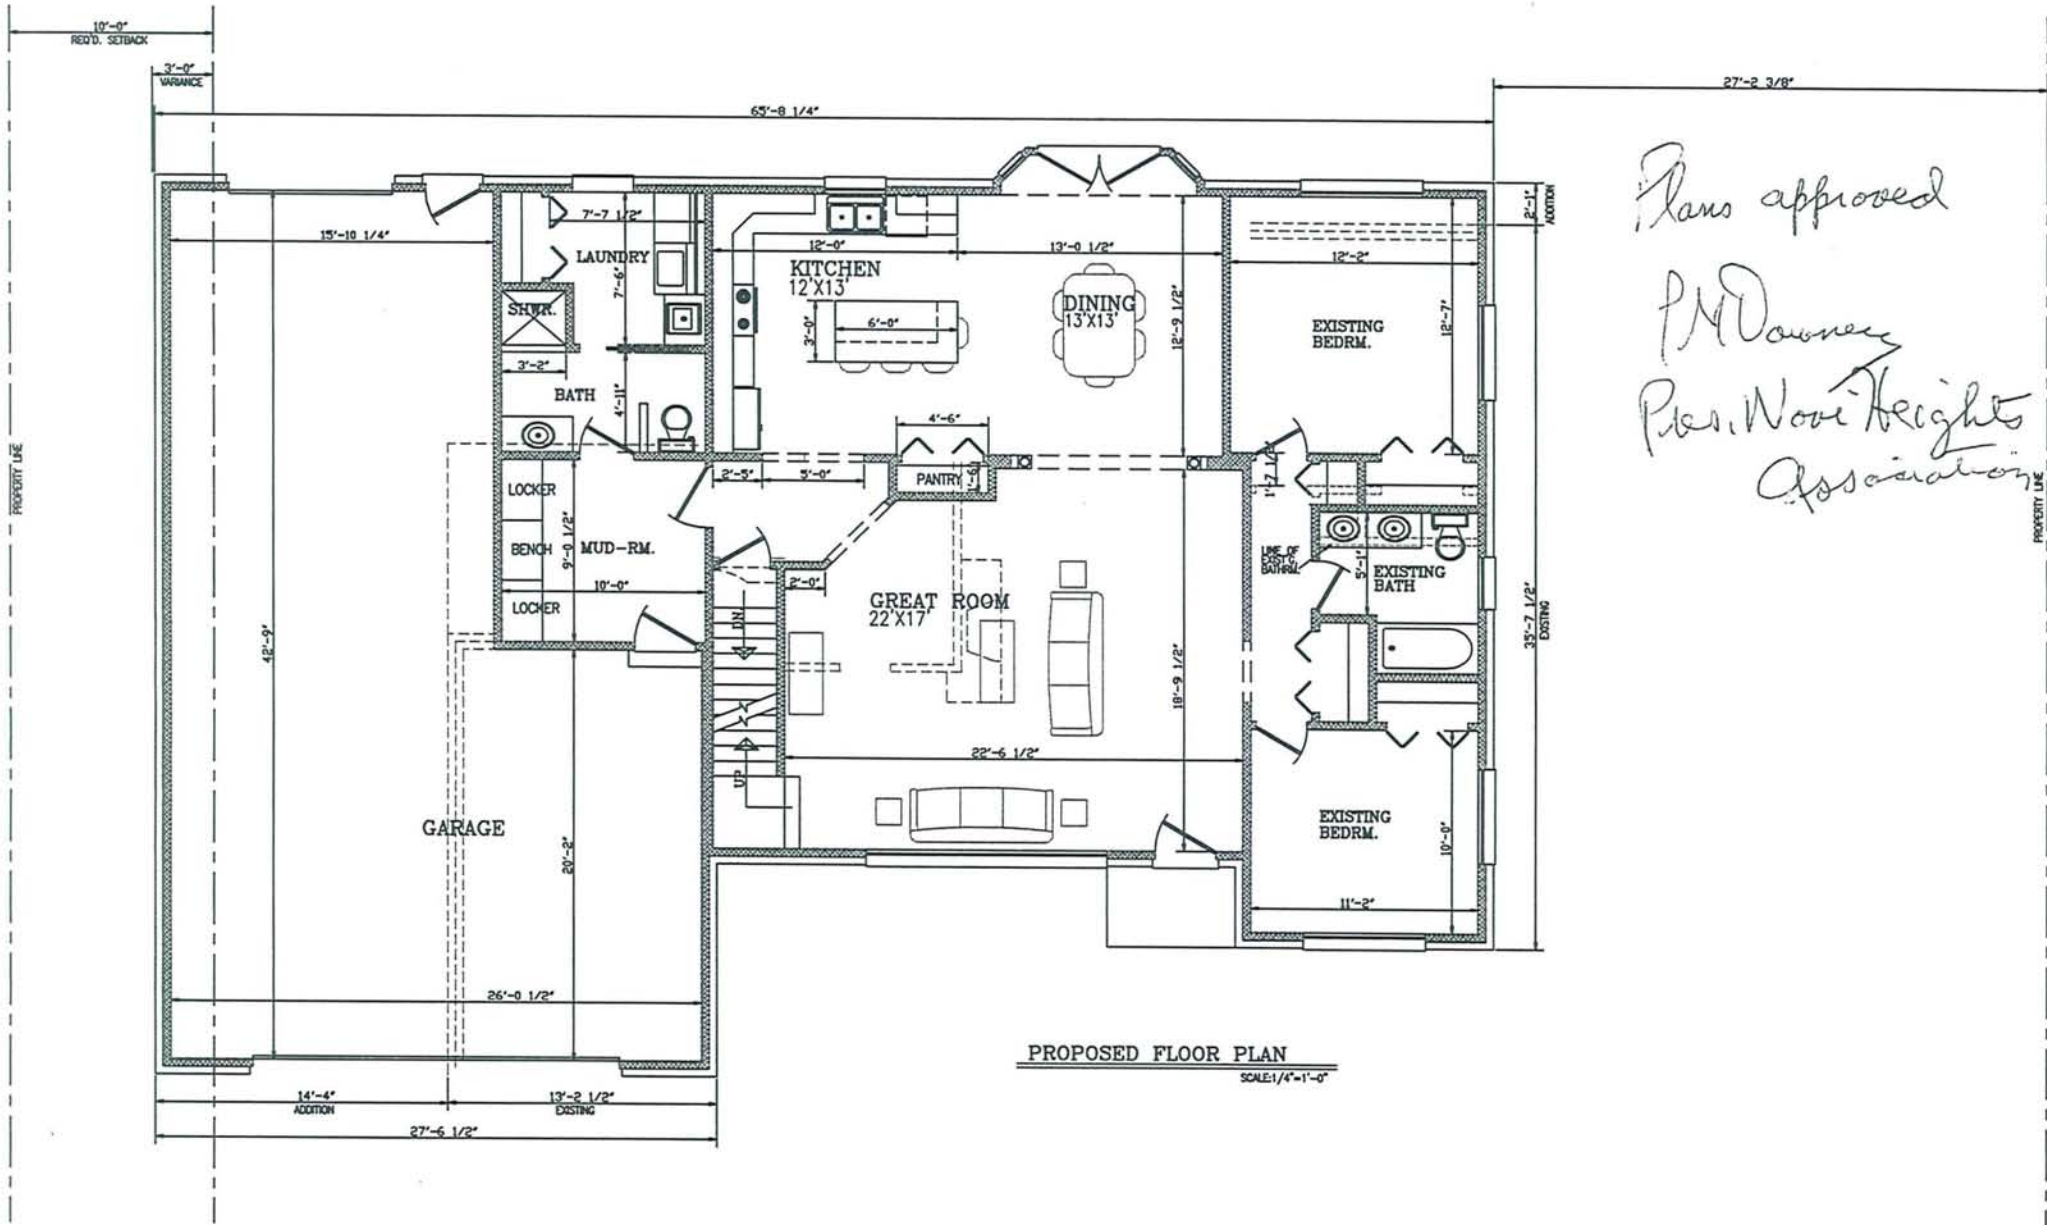 10'-0"
REQ'D. SETBACK
3'-0"
VARIANCE
27'-2 3/8"
65'-8 1/4"
Plans approved
PM Downey
Pres. Novi Heights
Association
2'-1"
ADDITION
15'-10 1/4"
7'-7 1/2"
LAUNDRY
7'-6"
12'-0"
13'-0 1/2"
12'-2"
KITCHEN
12'X13'
DINING
13'X13'
SHWR.
3'-0"
6'-0"
12'-9 1/2"
EXISTING
BEDRM.
12'-7"
3'-2"
BATH
4'-11"
4'-6"
PROPERTY LINE
PROPERTY LINE
LOCKER
2'-5"
5'-0"
PANTRY
1'-6"
1'-7 1/2"
BENCH
MUD-RM.
9'-0 1/2"
10'-0"
LOCKER
2'-0"
LINE OF
EXIST'G.
BATHRM.
5'-1"
EXISTING
BATH
GREAT ROOM
22'X17'
DN.
35'-7 1/2"
EXISTING
42'-9"
18'-9 1/2"
22'-6 1/2"
UP
GARAGE
20'-2"
EXISTING
BEDRM.
10'-0"
11'-2"
26'-0 1/2"
PROPOSED FLOOR PLAN
SCALE:1/4"=1'-0"
14'-4"
ADDITION
13'-2 1/2"
EXISTING
27'-6 1/2"